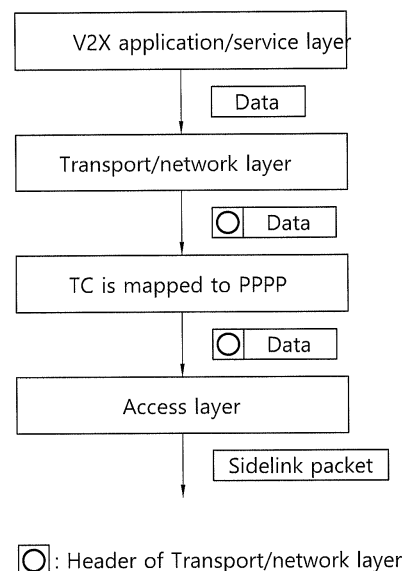 V2X application/service layer
Data
Transport/network layer
Data
TC is mapped to PPPP
Data
Access layer
Sidelink packet
: Header of Transport/network layer